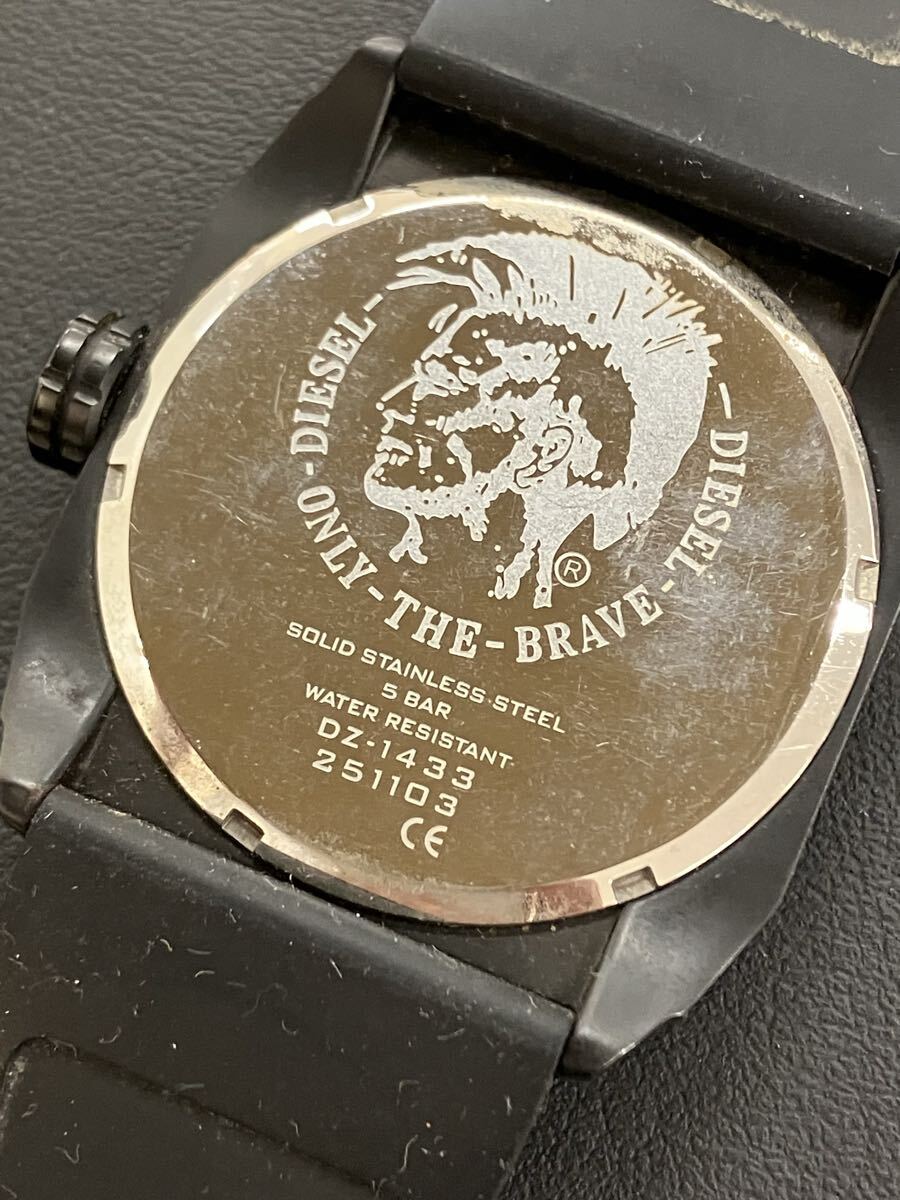 -DIESEL-ONLY-THE-BRAVE-DIESEL-
®
SOLID STAINLESS STEEL
5 BAR
WATER RESISTANT
DZ-1433
251103
CE